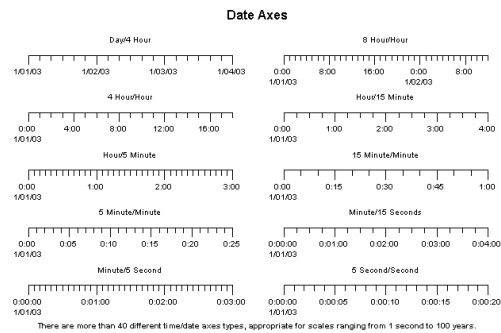 Date Axes
Day/4 Hour
1/01/03 1/02/03 1/03/03 1/04/03
8 Hour/Hour
0:00 8:00 16:00 0:00 8:00
1/01/03 1/02/03
4 Hour/Hour
0:00 4:00 8:00 12:00 16:00
1/01/03
Hour/15 Minute
0:00 1:00 2:00 3:00 4:00
1/01/03
Hour/5 Minute
0:00 1:00 2:00 3:00
1/01/03
15 Minute/Minute
0:00 0:15 0:30 0:45 1:00
1/01/03
5 Minute/Minute
0:00 0:05 0:10 0:15 0:20 0:25
1/01/03
Minute/15 Seconds
0:00:00 0:01:00 0:02:00 0:03:00 0:04:00
1/01/03
Minute/5 Second
0:00:00 0:01:00 0:02:00 0:03:00
1/01/03
5 Second/Second
0:00:00 0:00:05 0:00:10 0:00:15 0:00:20
1/01/03
There are more than 40 different time/date axes types, appropriate for scales ranging from 1 second to 100 years.